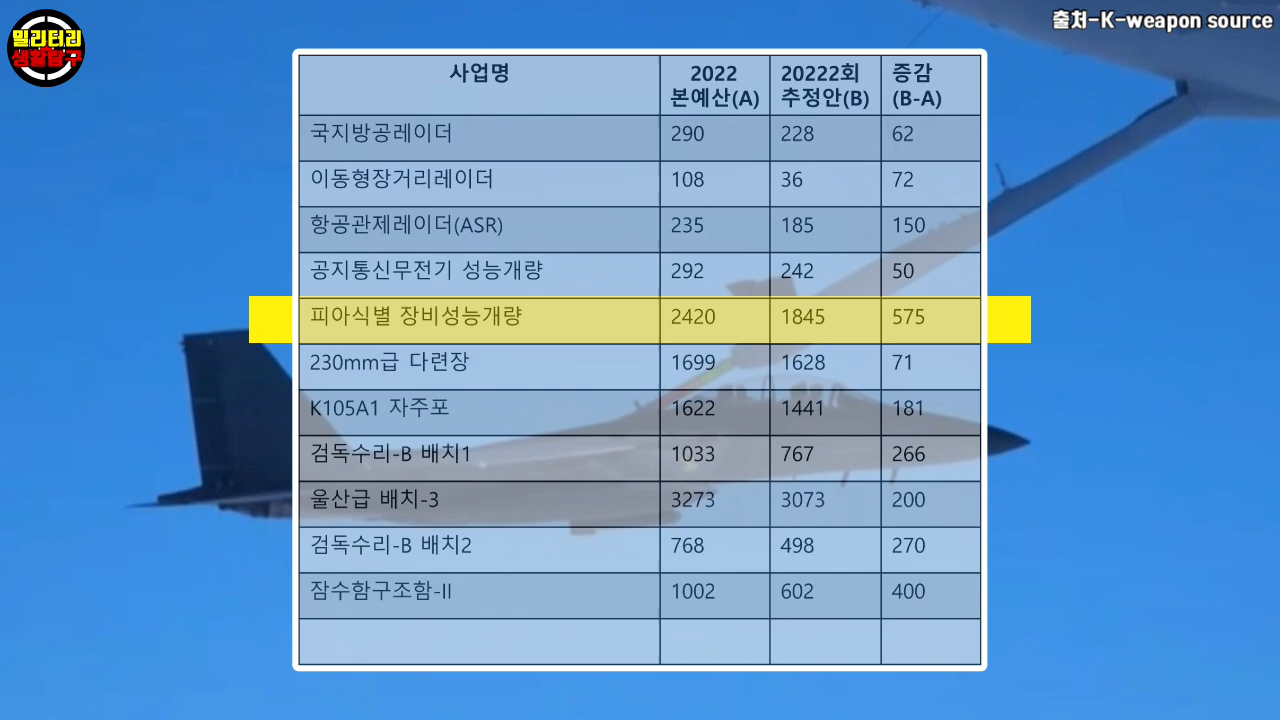 밀리터리
생활탐구
출처-K-weapon source
사업명 2022 20222회 증감
본예산(A) 추정안(B) (B-A)
국지방공레이더 290 228 62
이동형장거리레이더 108 36 72
항공관제레이더(ASR) 235 185 150
공지통신무전기 성능개량 292 242 50
피아식별 장비성능개량 2420 1845 575
230mm급 다련장 1699 1628 71
K105A1 자주포 1622 1441 181
검독수리-B 배치1 1033 767 266
울산급 배치-3 3273 3073 200
검독수리-B 배치2 768 498 270
잠수함구조함-II 1002 602 400